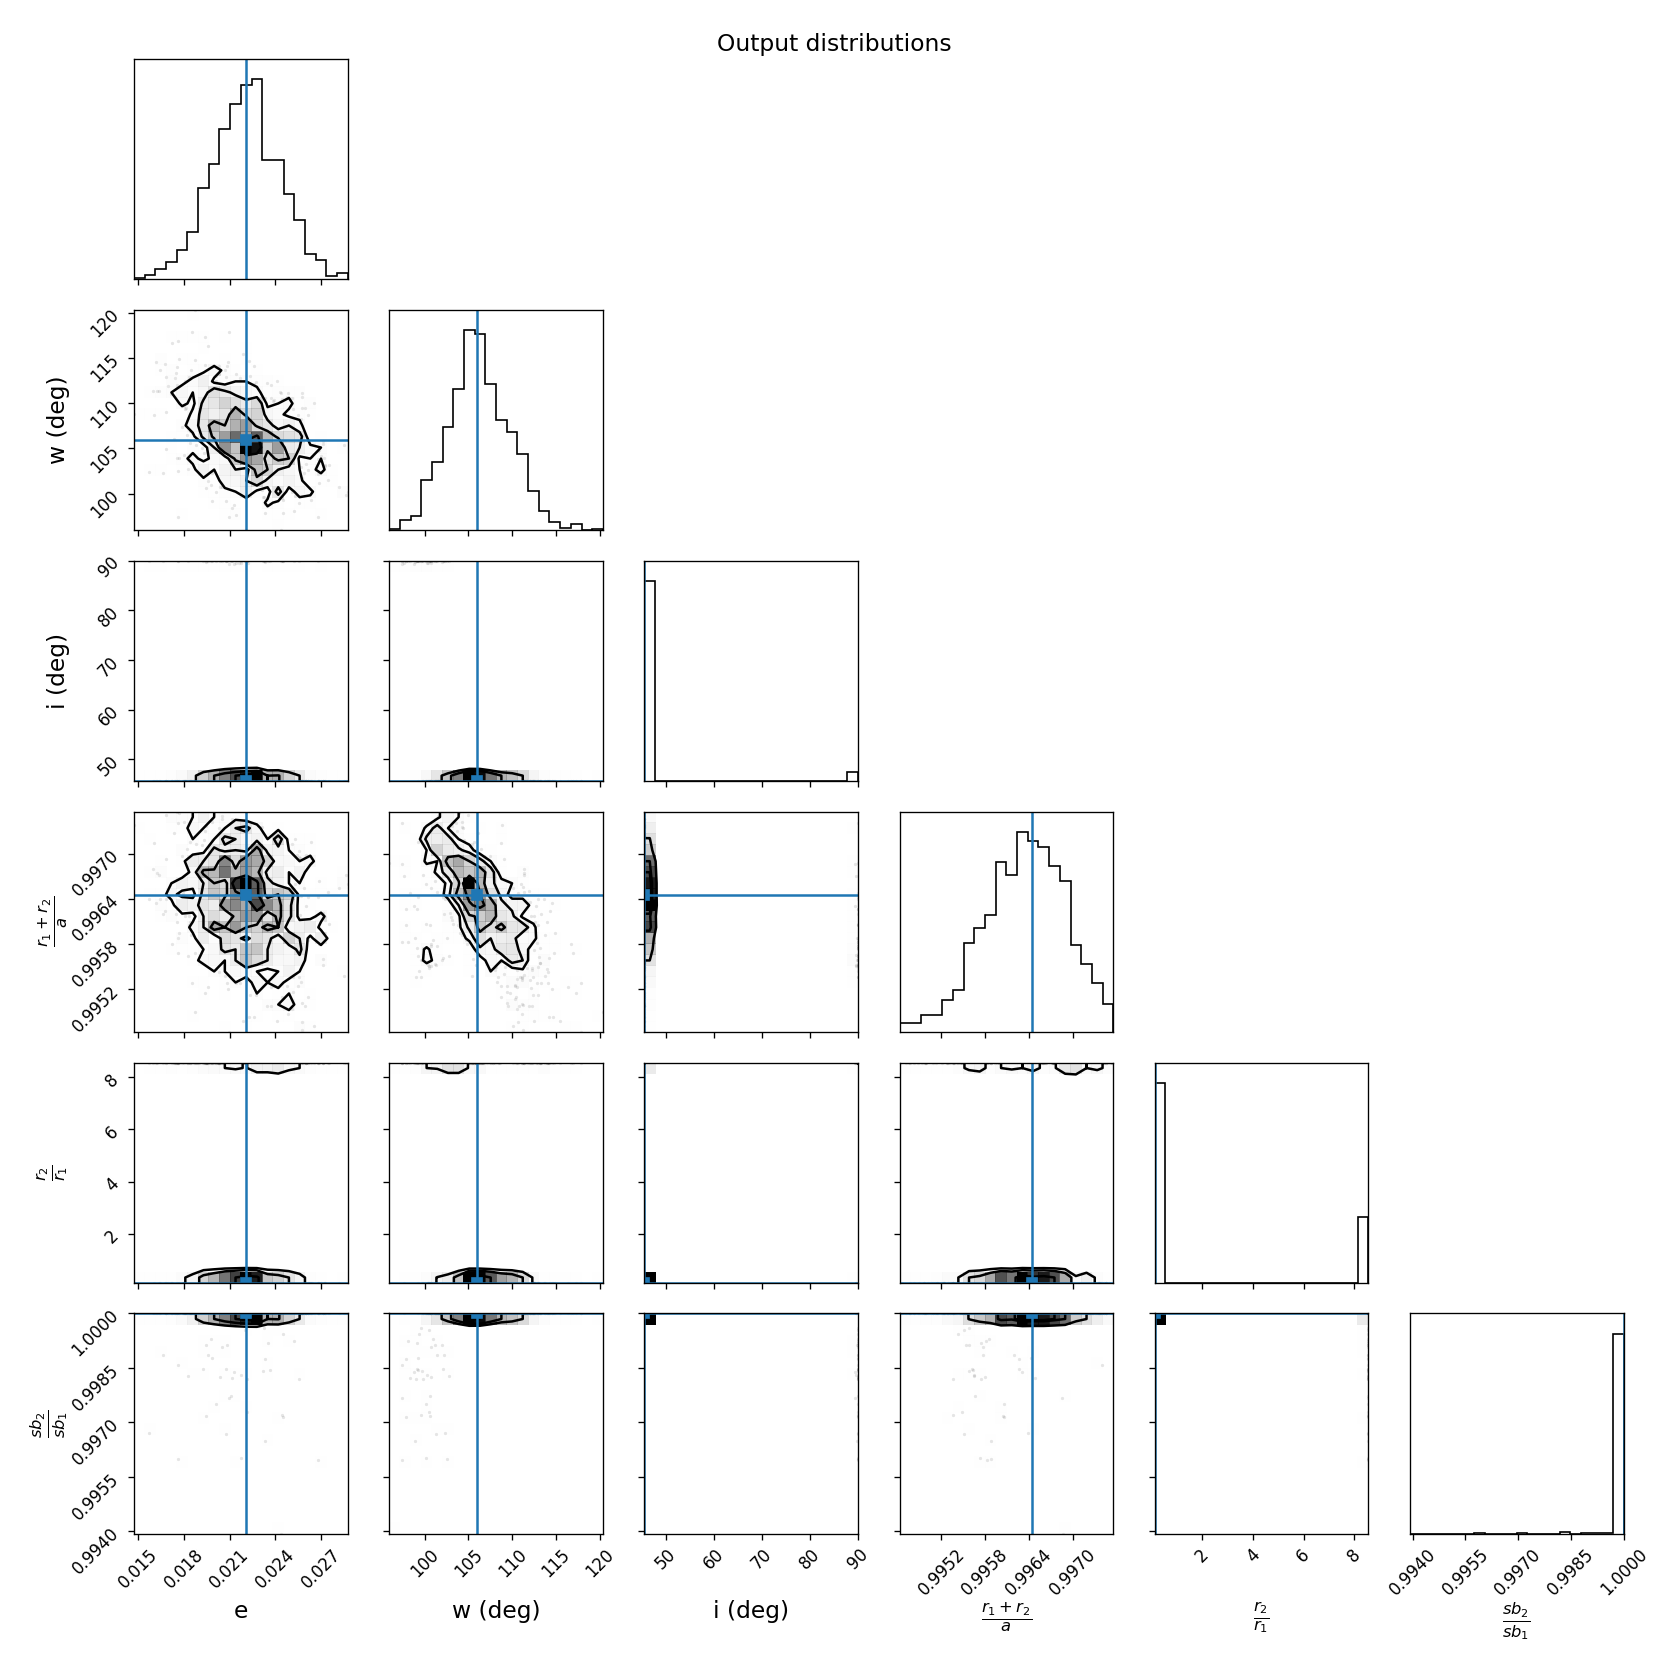 Output distributions
w (deg)
120
115
110
105
100
i (deg)
90
80
70
60
50
r₁ + r₂
a
0.9970
0.9964
0.9958
0.9952
r₂
r₁
8
6
4
2
sb₂
sb₁
1.0000
0.9985
0.9970
0.9955
0.9940
0.015 0.018 0.021 0.024 0.027 100 105 110 115 120 50 60 70 80 90 0.9952 0.9958 0.9964 0.9970 2 4 6 8 0.9940 0.9955 0.9970 0.9985 1.0000
e w (deg) i (deg) r₁ + r₂ r₂ sb₂
a r₁ sb₁